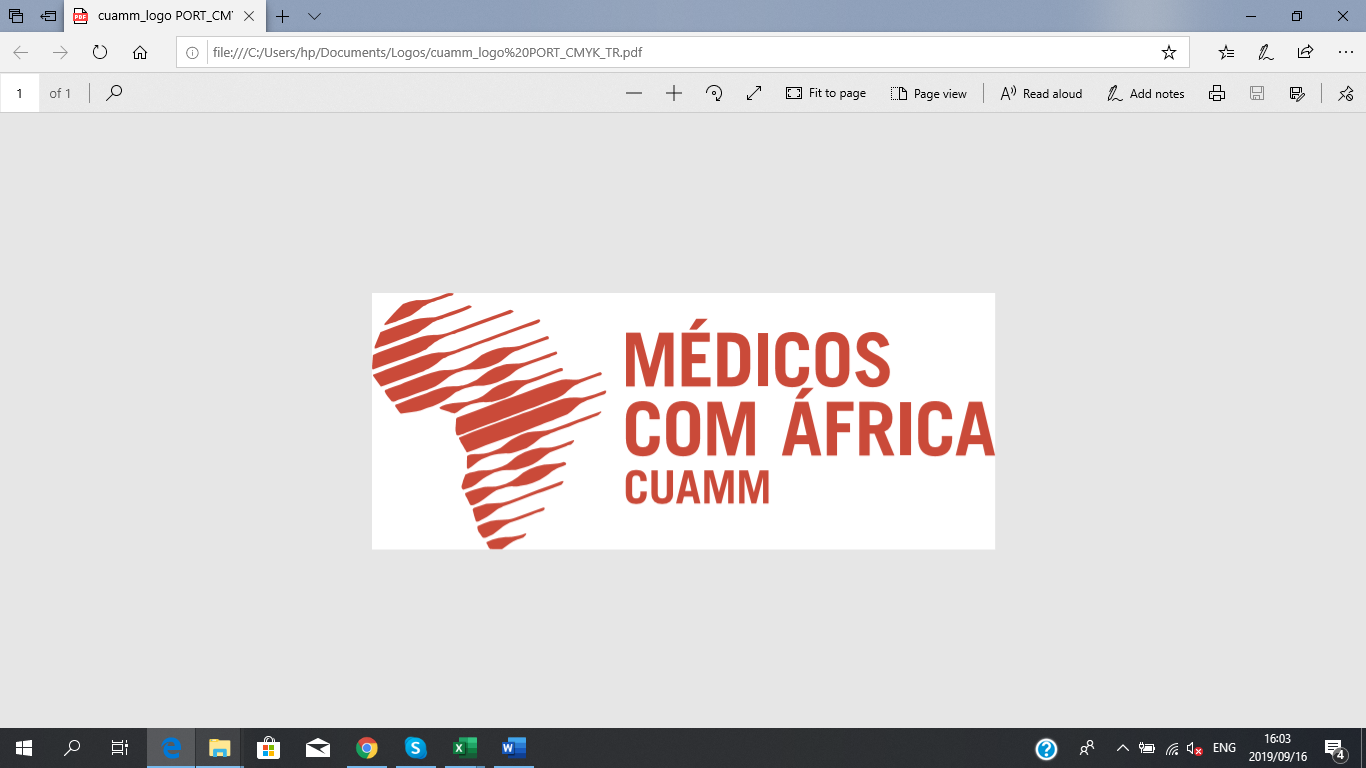 cuamm_logo PORT_CMY
file:///C:/Users/hp/Documents/Logos/cuamm_logo%20PORT_CMYK_TR.pdf
1 of 1
Fit to page
Page view
Read aloud
Add notes
MÉDICOS
COM ÁFRICA
CUAMM
ENG
16:03
2019/09/16
4